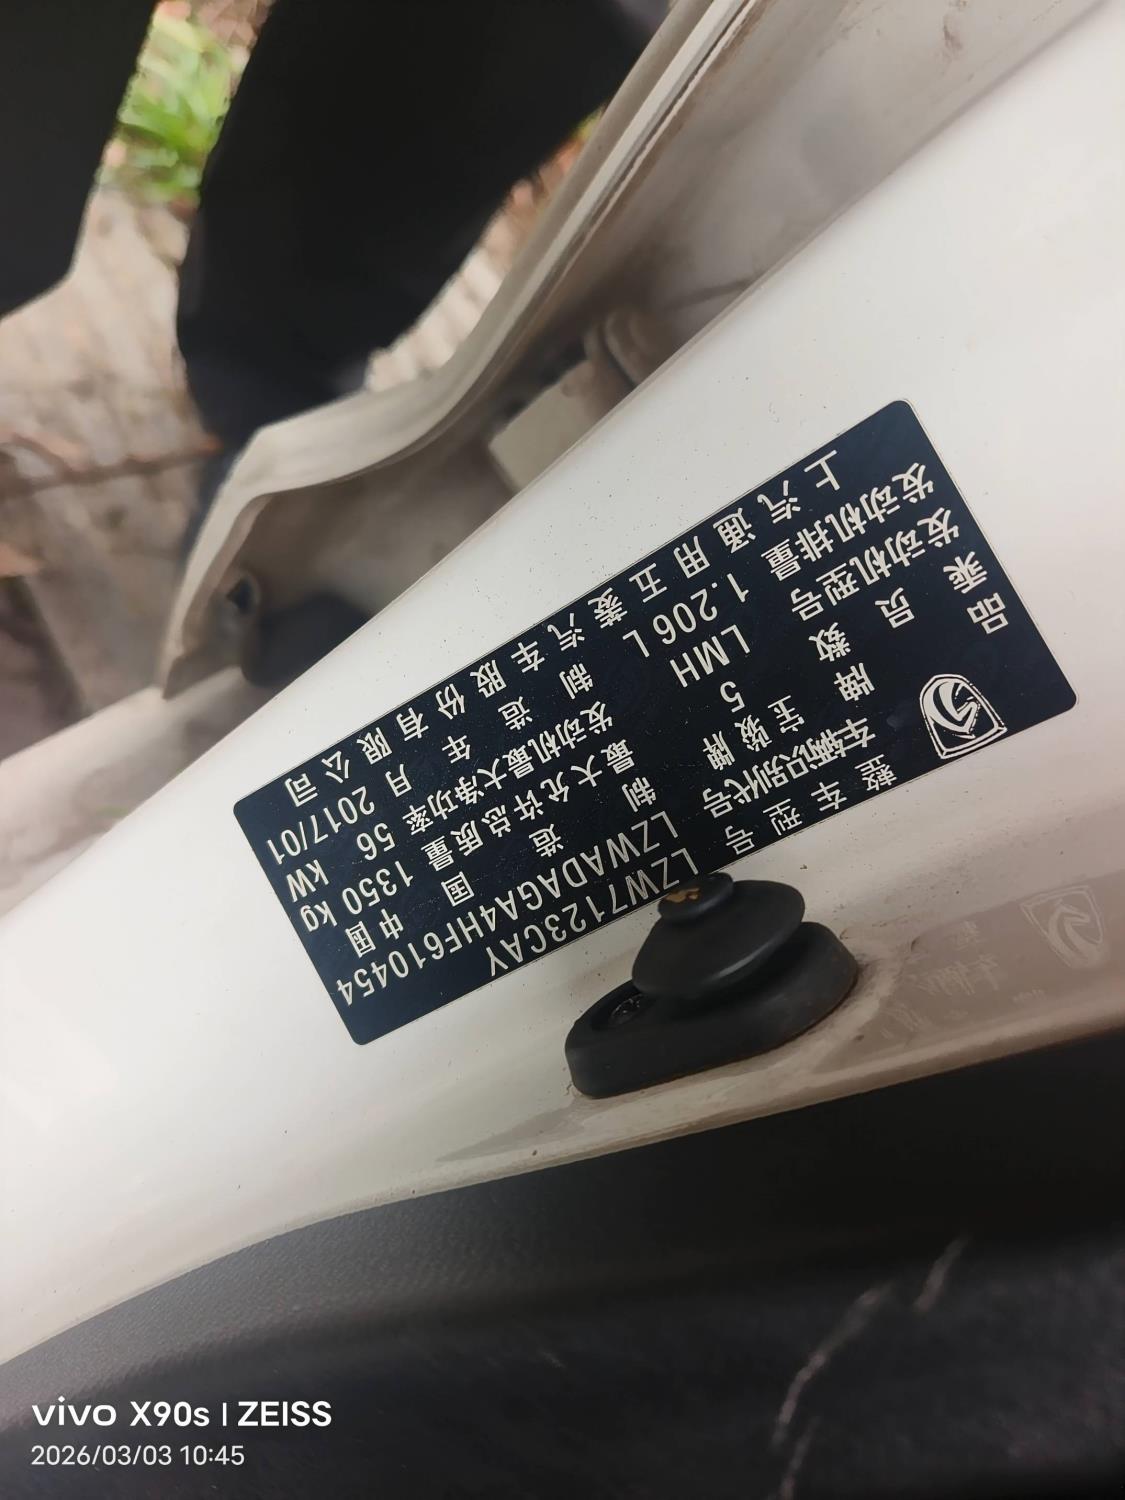 整车型号 LZW7123CAY
车辆识别代号 LZWADAGA4HF610454
品牌 宝骏牌 制造国 中国
乘员数 5 最大允许总质量 1350 kg
发动机型号 LMH 发动机最大净功率 56 kW
发动机排量 1.206 L 制造年月 2017/01
上汽通用五菱汽车股份有限公司
vivo X90s | ZEISS
2026/03/03 10:45